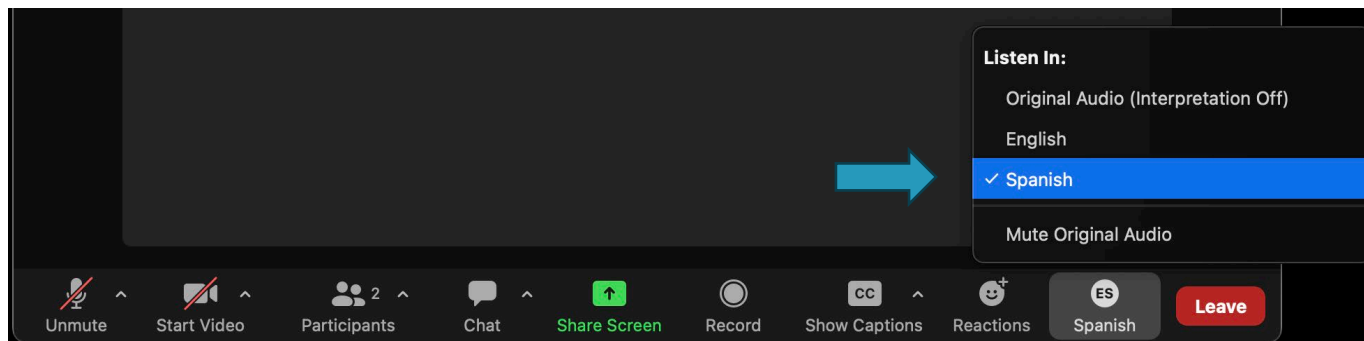 Listen In:
Original Audio (Interpretation Off)
English
Spanish
Mute Original Audio
2
CC
ES
Unmute
Start Video
Participants
Chat
Share Screen
Record
Show Captions
Reactions
Spanish
Leave